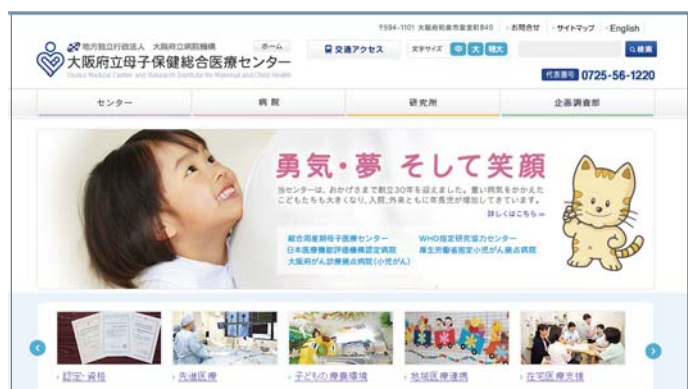 〒594-1101 大阪府和泉市室堂町840 お問合せ サイトマップ English
地方独立行政法人 大阪府立病院機構 ホーム
交通アクセス 文字サイズ 中 大 特大 検索
大阪府立母子保健総合医療センター
Osaka Medical Center and Research Institute for Maternal and Child Health
代表番号 0725-56-1220
センター 病院 研究所 企画調査部
勇気・夢 そして笑顔
当センターは、おかげさまで創立30年を迎えました。重い病気をかかえた
こどもたちも大きくなり、入院、外来ともに年長児が増加してきています。
詳しくはこちら
総合周産期母子医療センター WHO指定研究協力センター
日本医療機能評価機構認定病院 厚生労働省指定小児がん拠点病院
大阪府がん診療拠点病院(小児がん)
認定・資格 先進医療 子どもの療養環境 地域医療連携 在宅医療支援